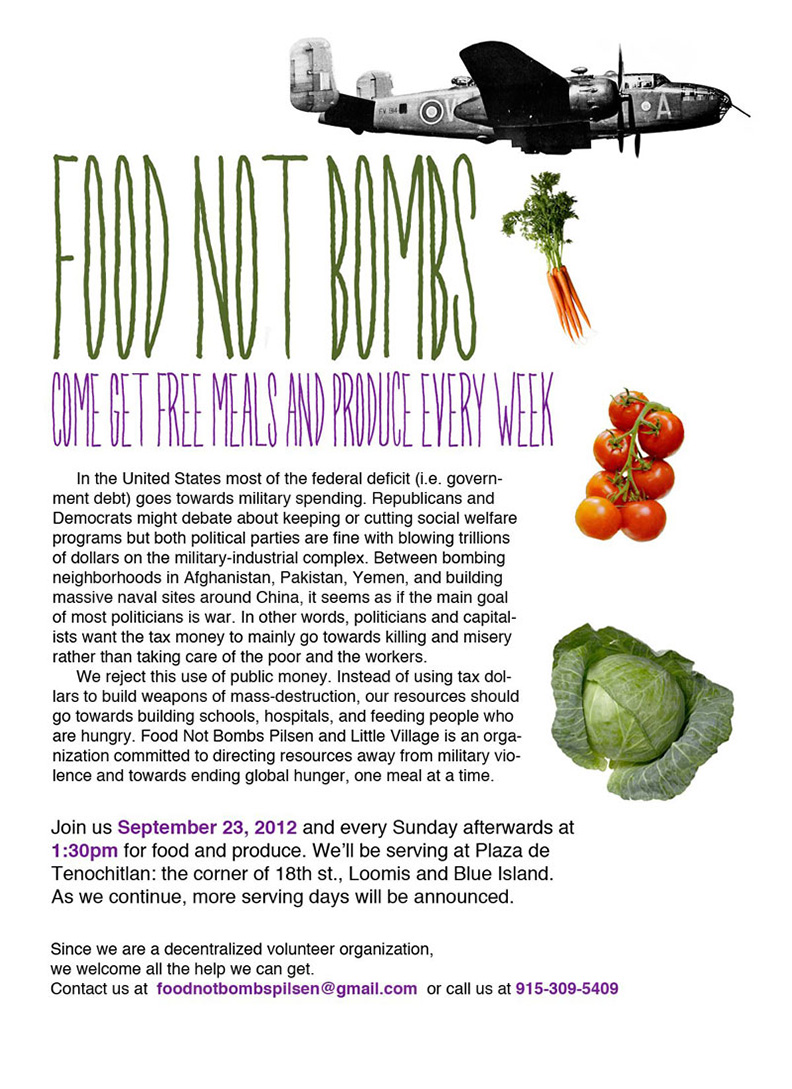 FW 194 V A
FOOD NOT BOMBS
COME GET FREE MEALS AND PRODUCE EVERY WEEK
In the United States most of the federal deficit (i.e. govern-
ment debt) goes towards military spending. Republicans and
Democrats might debate about keeping or cutting social welfare
programs but both political parties are fine with blowing trillions
of dollars on the military-industrial complex. Between bombing
neighborhoods in Afghanistan, Pakistan, Yemen, and building
massive naval sites around China, it seems as if the main goal
of most politicians is war. In other words, politicians and capital-
ists want the tax money to mainly go towards killing and misery
rather than taking care of the poor and the workers.
We reject this use of public money. Instead of using tax dol-
lars to build weapons of mass-destruction, our resources should
go towards building schools, hospitals, and feeding people who
are hungry. Food Not Bombs Pilsen and Little Village is an orga-
nization committed to directing resources away from military vio-
lence and towards ending global hunger, one meal at a time.
Join us September 23, 2012 and every Sunday afterwards at
1:30pm for food and produce. We'll be serving at Plaza de
Tenochitlan: the corner of 18th st., Loomis and Blue Island.
As we continue, more serving days will be announced.
Since we are a decentralized volunteer organization,
we welcome all the help we can get.
Contact us at foodnotbombspilsen@gmail.com or call us at 915-309-5409